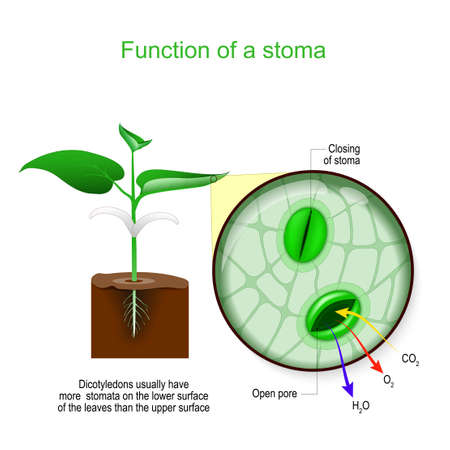 Function of a stoma
Closing
of stoma
CO₂
O₂
H₂O
Open pore
Dicotyledons usually have
more stomata on the lower surface
of the leaves than the upper surface